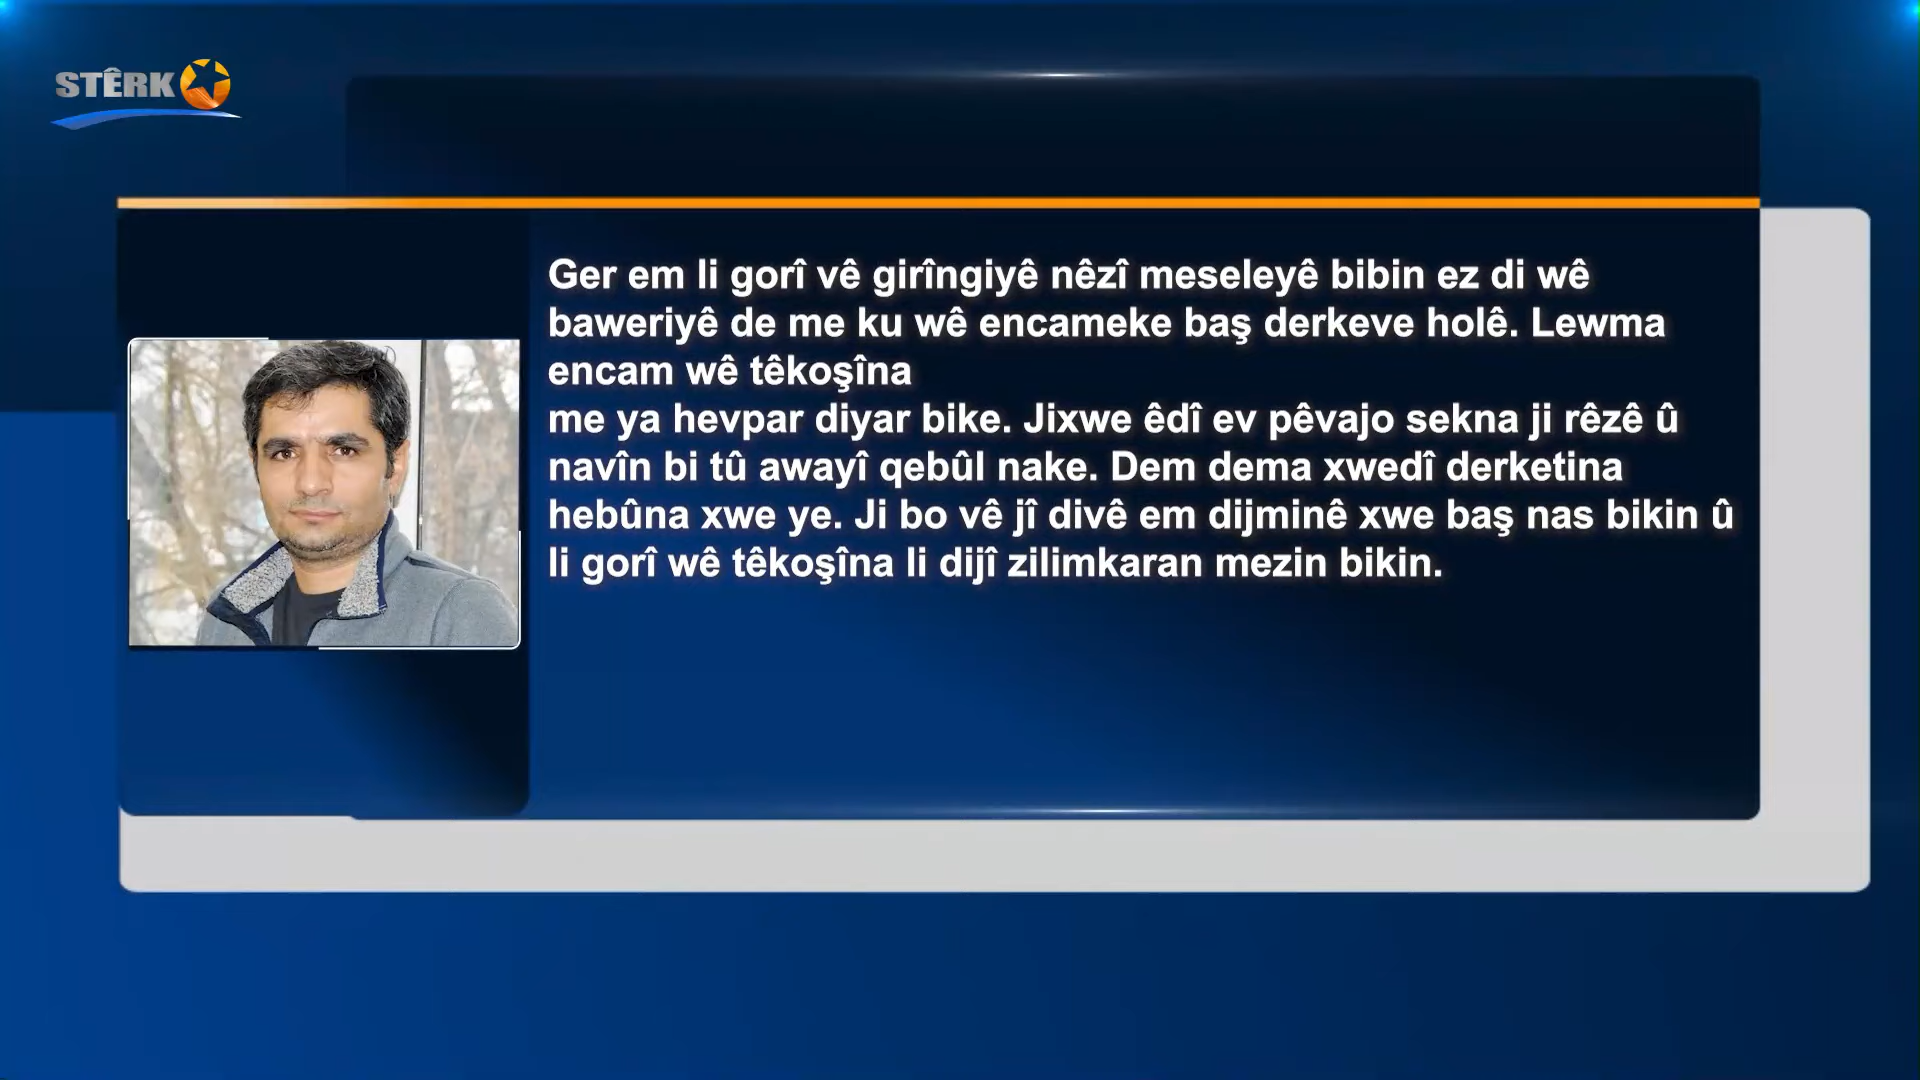 STÊRK
Ger em li gorî vê girîngiyê nêzî meseleyê bibin ez di wê
baweriyê de me ku wê encameke baş derkeve holê. Lewma
encam wê têkoşîna
me ya hevpar diyar bike. Jixwe êdî ev pêvajo sekna ji rêzê û
navîn bi tû awayî qebûl nake. Dem dema xwedî derketina
hebûna xwe ye. Ji bo vê jî divê em dijminê xwe baş nas bikin û
li gorî wê têkoşîna li dijî zilimkaran mezin bikin.